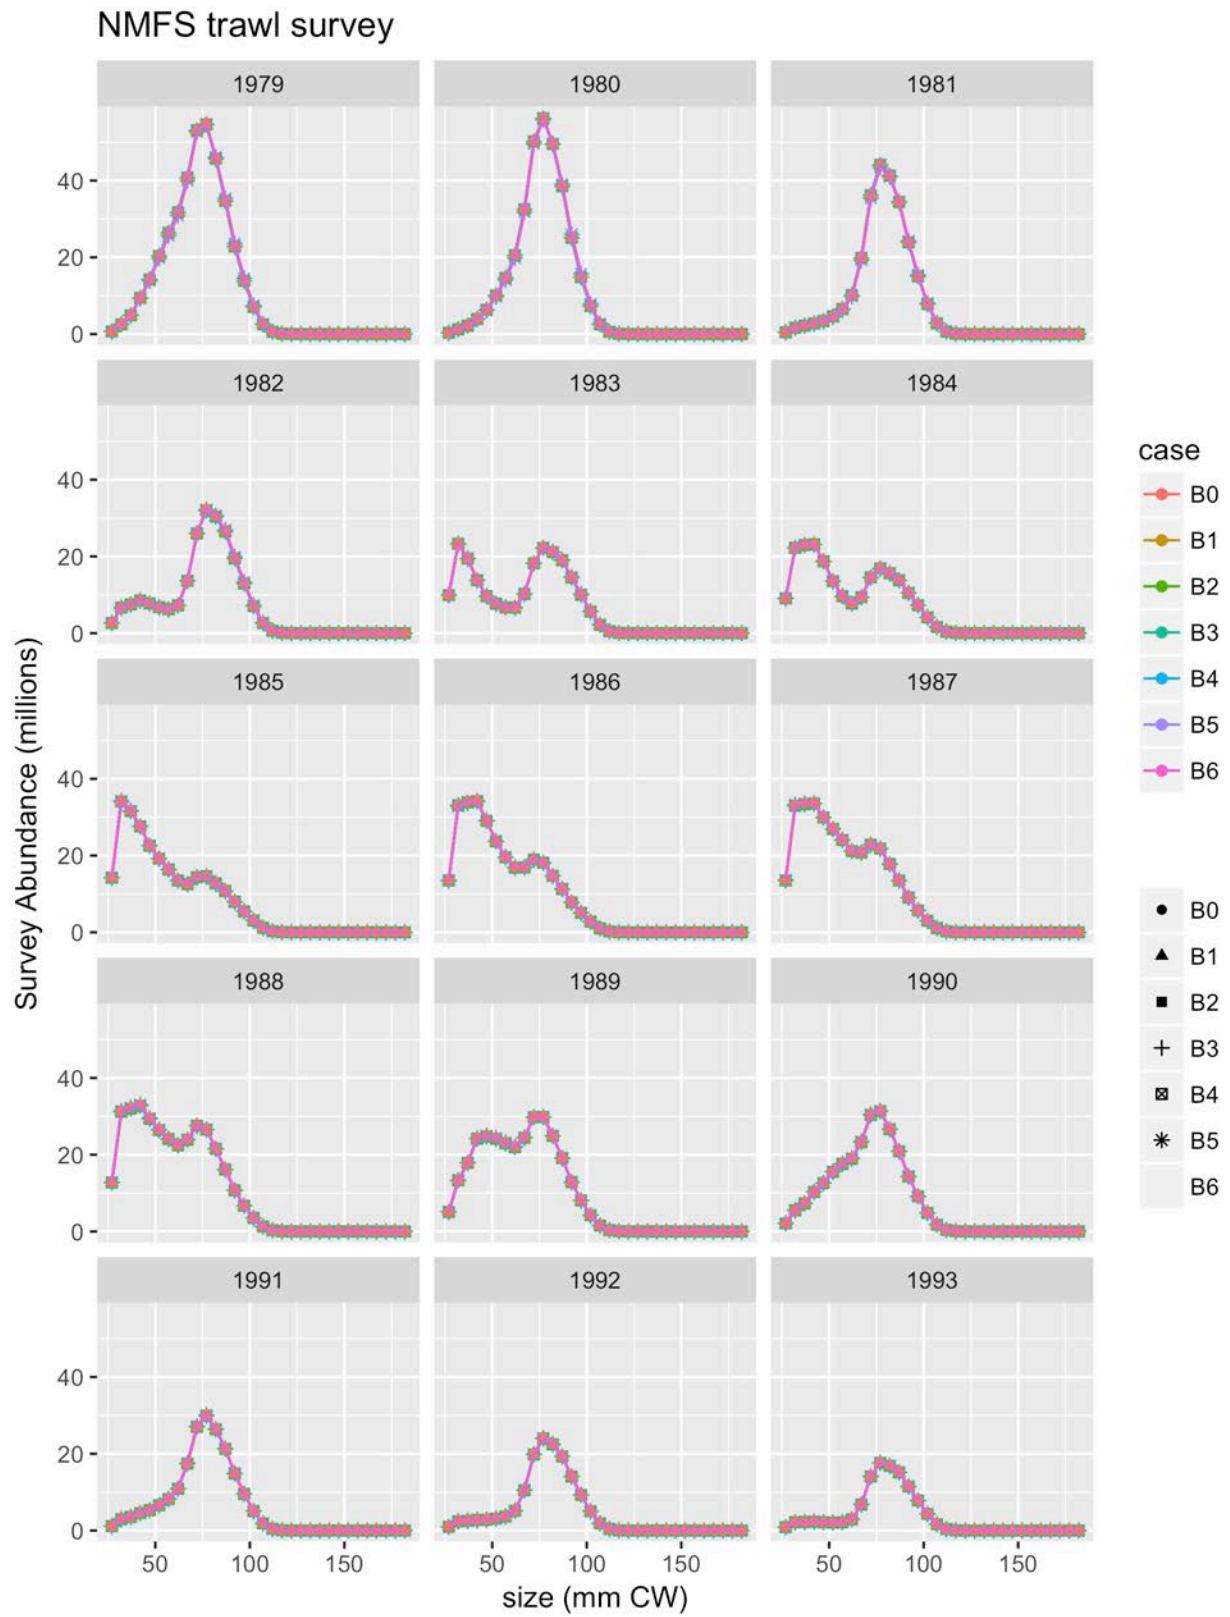 NMFS trawl survey
1979 1980 1981
40
20
0
1982 1983 1984
40
20
0
1985 1986 1987
40
20
0
1988 1989 1990
40
20
0
1991 1992 1993
40
20
0
50 100 150 50 100 150 50 100 150
size (mm CW)
Survey Abundance (millions)
case
B0
B1
B2
B3
B4
B5
B6
B0
B1
B2
B3
B4
B5
B6